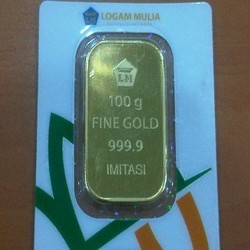 LOGAM MULIA
LM
100 g
FINE GOLD
999.9
IMITASI